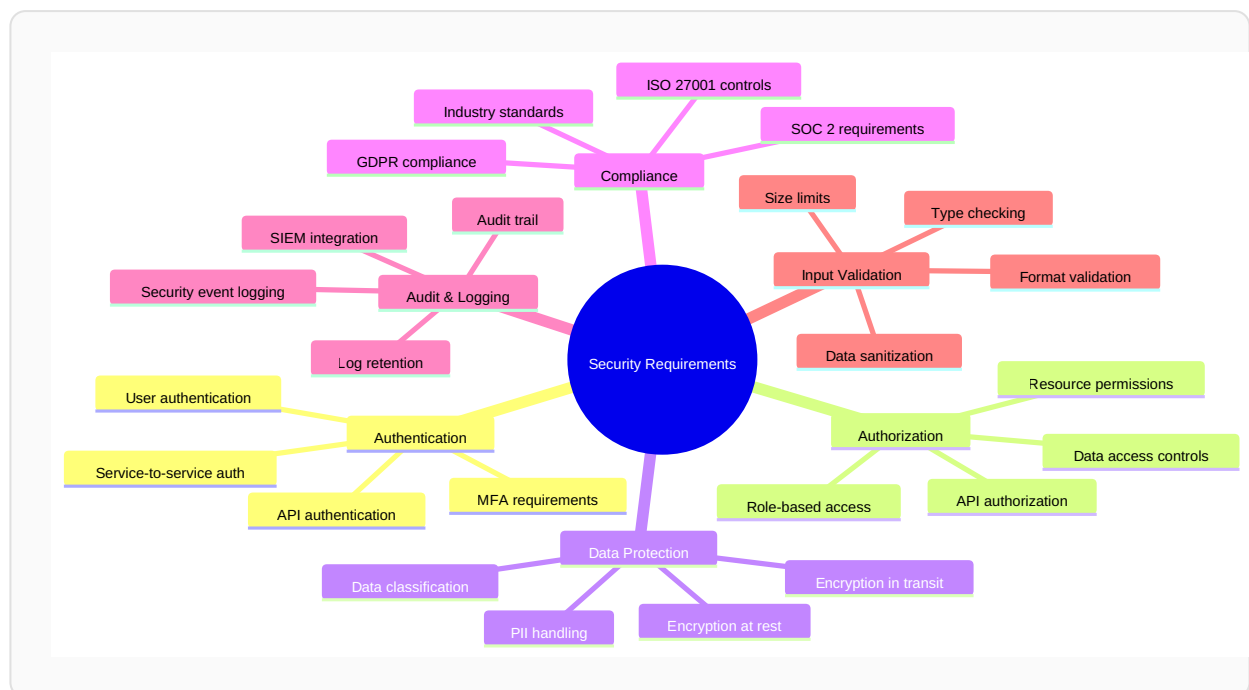 ISO 27001 controls
Industry standards
SOC 2 requirements
GDPR compliance
Compliance
Size limits
Type checking
Audit trail
SIEM integration
Input Validation
Format validation
Security event logging
Audit & Logging
Data sanitization
Log retention
Security Requirements
Resource permissions
User authentication
Authentication
Authorization
Data access controls
Service-to-service auth
MFA requirements
API authorization
Role-based access
API authentication
Data Protection
Data classification
Encryption in transit
PII handling
Encryption at rest